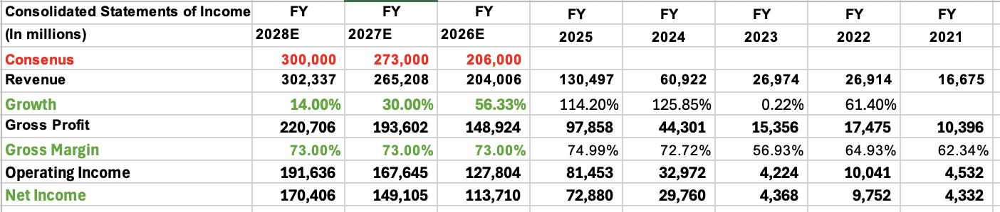 Consolidated Statements of Income FY FY FY FY FY FY FY FY
(In millions) 2028E 2027E 2026E 2025 2024 2023 2022 2021
Consenus 300,000 273,000 206,000
Revenue 302,337 265,208 204,006 130,497 60,922 26,974 26,914 16,675
Growth 14.00% 30.00% 56.33% 114.20% 125.85% 0.22% 61.40%
Gross Profit 220,706 193,602 148,924 97,858 44,301 15,356 17,475 10,396
Gross Margin 73.00% 73.00% 73.00% 74.99% 72.72% 56.93% 64.93% 62.34%
Operating Income 191,636 167,645 127,804 81,453 32,972 4,224 10,041 4,532
Net Income 170,406 149,105 113,710 72,880 29,760 4,368 9,752 4,332